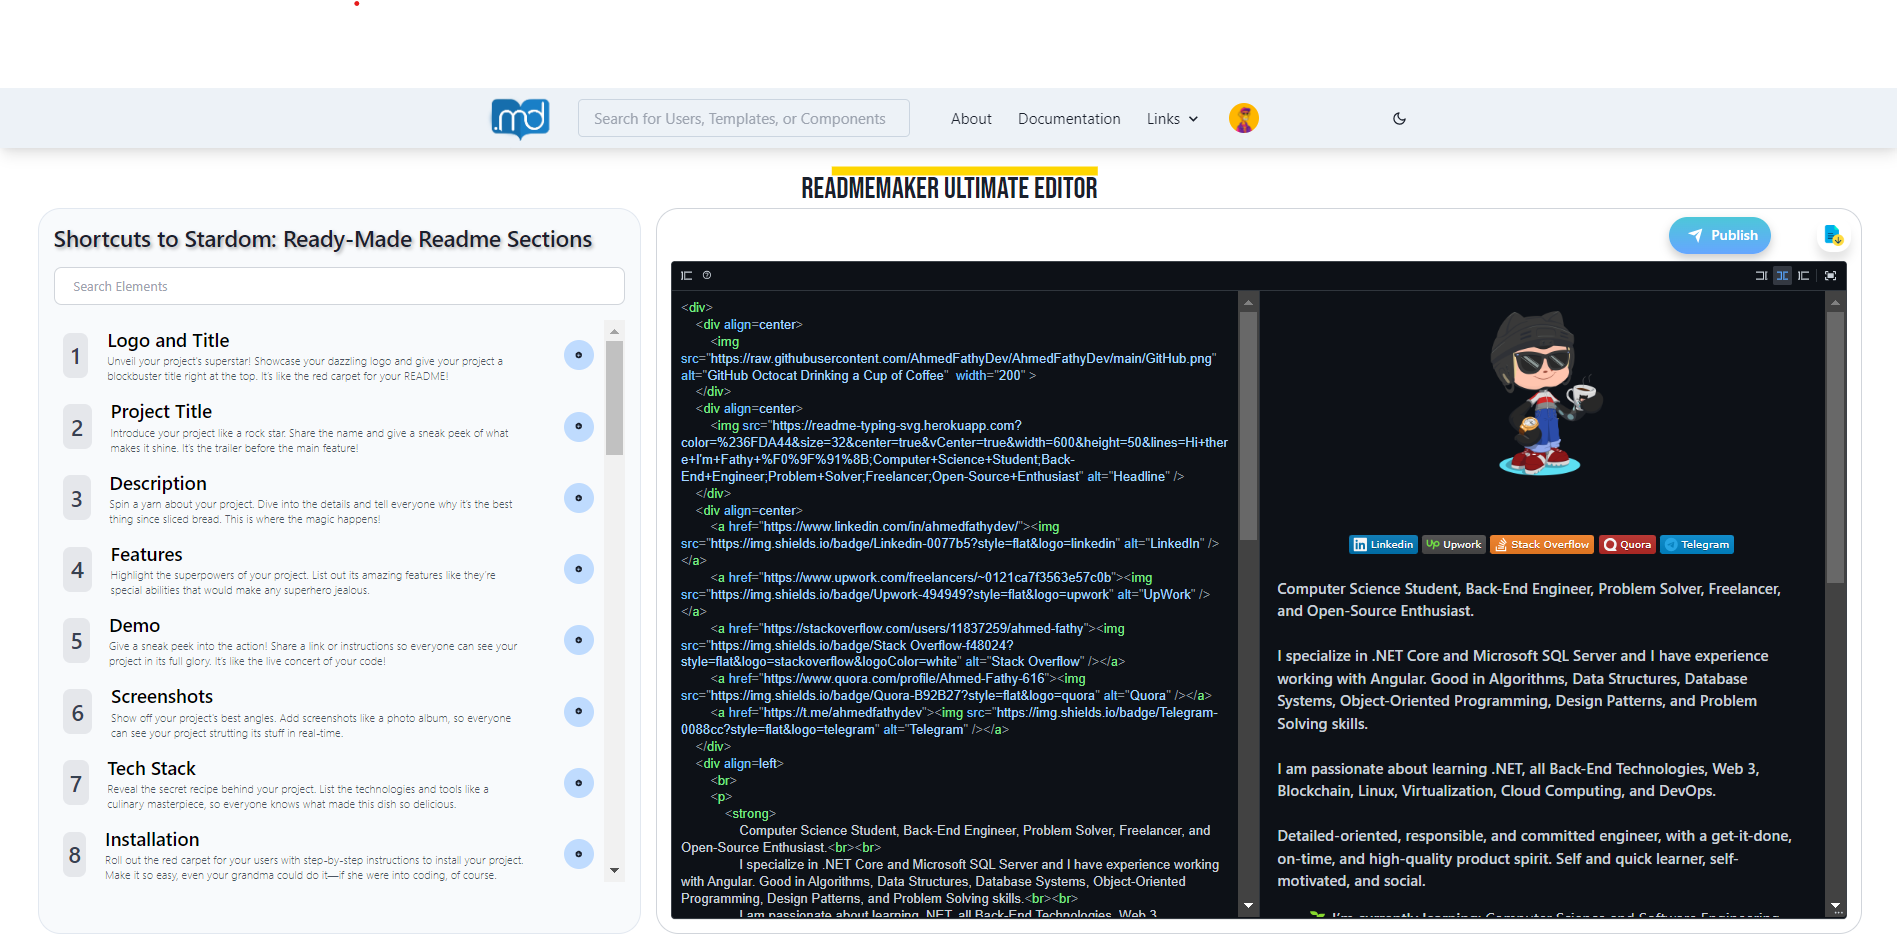 .md
Search for Users, Templates, or Components
About
Documentation
Links
READMEMAKER ULTIMATE EDITOR
Shortcuts to Stardom: Ready-Made Readme Sections
Search Elements
1
Logo and Title
Unveil your project's superstar! Showcase your dazzling logo and give your project a
blockbuster title right at the top. It's like the red carpet for your README!
2
Project Title
Introduce your project like a rock star. Share the name and give a sneak peek of what
makes it shine. It's the trailer before the main feature!
3
Description
Spin a yarn about your project. Dive into the details and tell everyone why it's the best
thing since sliced bread. This is where the magic happens!
4
Features
Highlight the superpowers of your project. List out its amazing features like they're
special abilities that would make any superhero jealous.
5
Demo
Give a sneak peek into the action! Share a link or instructions so everyone can see your
project in its full glory. It's like the live concert of your code!
6
Screenshots
Show off your project's best angles. Add screenshots like a photo album, so everyone
can see your project strutting its stuff in real-time.
7
Tech Stack
Reveal the secret recipe behind your project. List the technologies and tools like a
culinary masterpiece, so everyone knows what made this dish so delicious.
8
Installation
Roll out the red carpet for your users with step-by-step instructions to install your project.
Make it so easy, even your grandma could do it—if she were into coding, of course.
Publish
<div>
<div align=center>
<img
src="https://raw.githubusercontent.com/AhmedFathyDev/AhmedFathyDev/main/GitHub.png"
alt="GitHub Octocat Drinking a Cup of Coffee" width="200" >
</div>
<div align=center>
<img src="https://readme-typing-svg.herokuapp.com?
color=%236FDA44&size=32&center=true&vCenter=true&width=600&height=50&lines=Hi+ther
e+I'm+Fathy+%F0%9F%91%8B;Computer+Science+Student;Back-
End+Engineer;Problem+Solver;Freelancer;Open-Source+Enthusiast" alt="Headline" />
</div>
<div align=center>
<a href="https://www.linkedin.com/in/ahmedfathydev/"><img
src="https://img.shields.io/badge/Linkedin-0077b5?style=flat&logo=linkedin" alt="LinkedIn" />
</a>
<a href="https://www.upwork.com/freelancers/~0121ca7f3563e57c0b"><img
src="https://img.shields.io/badge/Upwork-494949?style=flat&logo=upwork" alt="UpWork" />
</a>
<a href="https://stackoverflow.com/users/11837259/ahmed-fathy"><img
src="https://img.shields.io/badge/Stack Overflow-f48024?
style=flat&logo=stackoverflow&logoColor=white" alt="Stack Overflow" /></a>
<a href="https://www.quora.com/profile/Ahmed-Fathy-616"><img
src="https://img.shields.io/badge/Quora-B92B27?style=flat&logo=quora" alt="Quora" /></a>
<a href="https://t.me/ahmedfathydev"><img src="https://img.shields.io/badge/Telegram-
0088cc?style=flat&logo=telegram" alt="Telegram" /></a>
</div>
<div align=left>
<br>
<p>
<strong>
Computer Science Student, Back-End Engineer, Problem Solver, Freelancer, and
Open-Source Enthusiast.<br><br>
I specialize in .NET Core and Microsoft SQL Server and I have experience working
with Angular. Good in Algorithms, Data Structures, Database Systems, Object-Oriented
Programming, Design Patterns, and Problem Solving skills.<br><br>
I am passionate about learning .NET, all Back-End Technologies, Web 3,
Linkedin
Upwork
Stack Overflow
Quora
Telegram
Computer Science Student, Back-End Engineer, Problem Solver, Freelancer,
and Open-Source Enthusiast.
I specialize in .NET Core and Microsoft SQL Server and I have experience
working with Angular. Good in Algorithms, Data Structures, Database
Systems, Object-Oriented Programming, Design Patterns, and Problem
Solving skills.
I am passionate about learning .NET, all Back-End Technologies, Web 3,
Blockchain, Linux, Virtualization, Cloud Computing, and DevOps.
Detailed-oriented, responsible, and committed engineer, with a get-it-done,
on-time, and high-quality product spirit. Self and quick learner, self-
motivated, and social.
I'm currently learning: Computer Science and Software Engineering